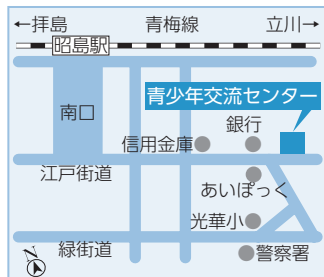 ←拝島 青梅線 立川→
昭島駅
青少年交流センター
南口
銀行
信用金庫
江戸街道
あいぽっく
光華小
緑街道
警察署
N